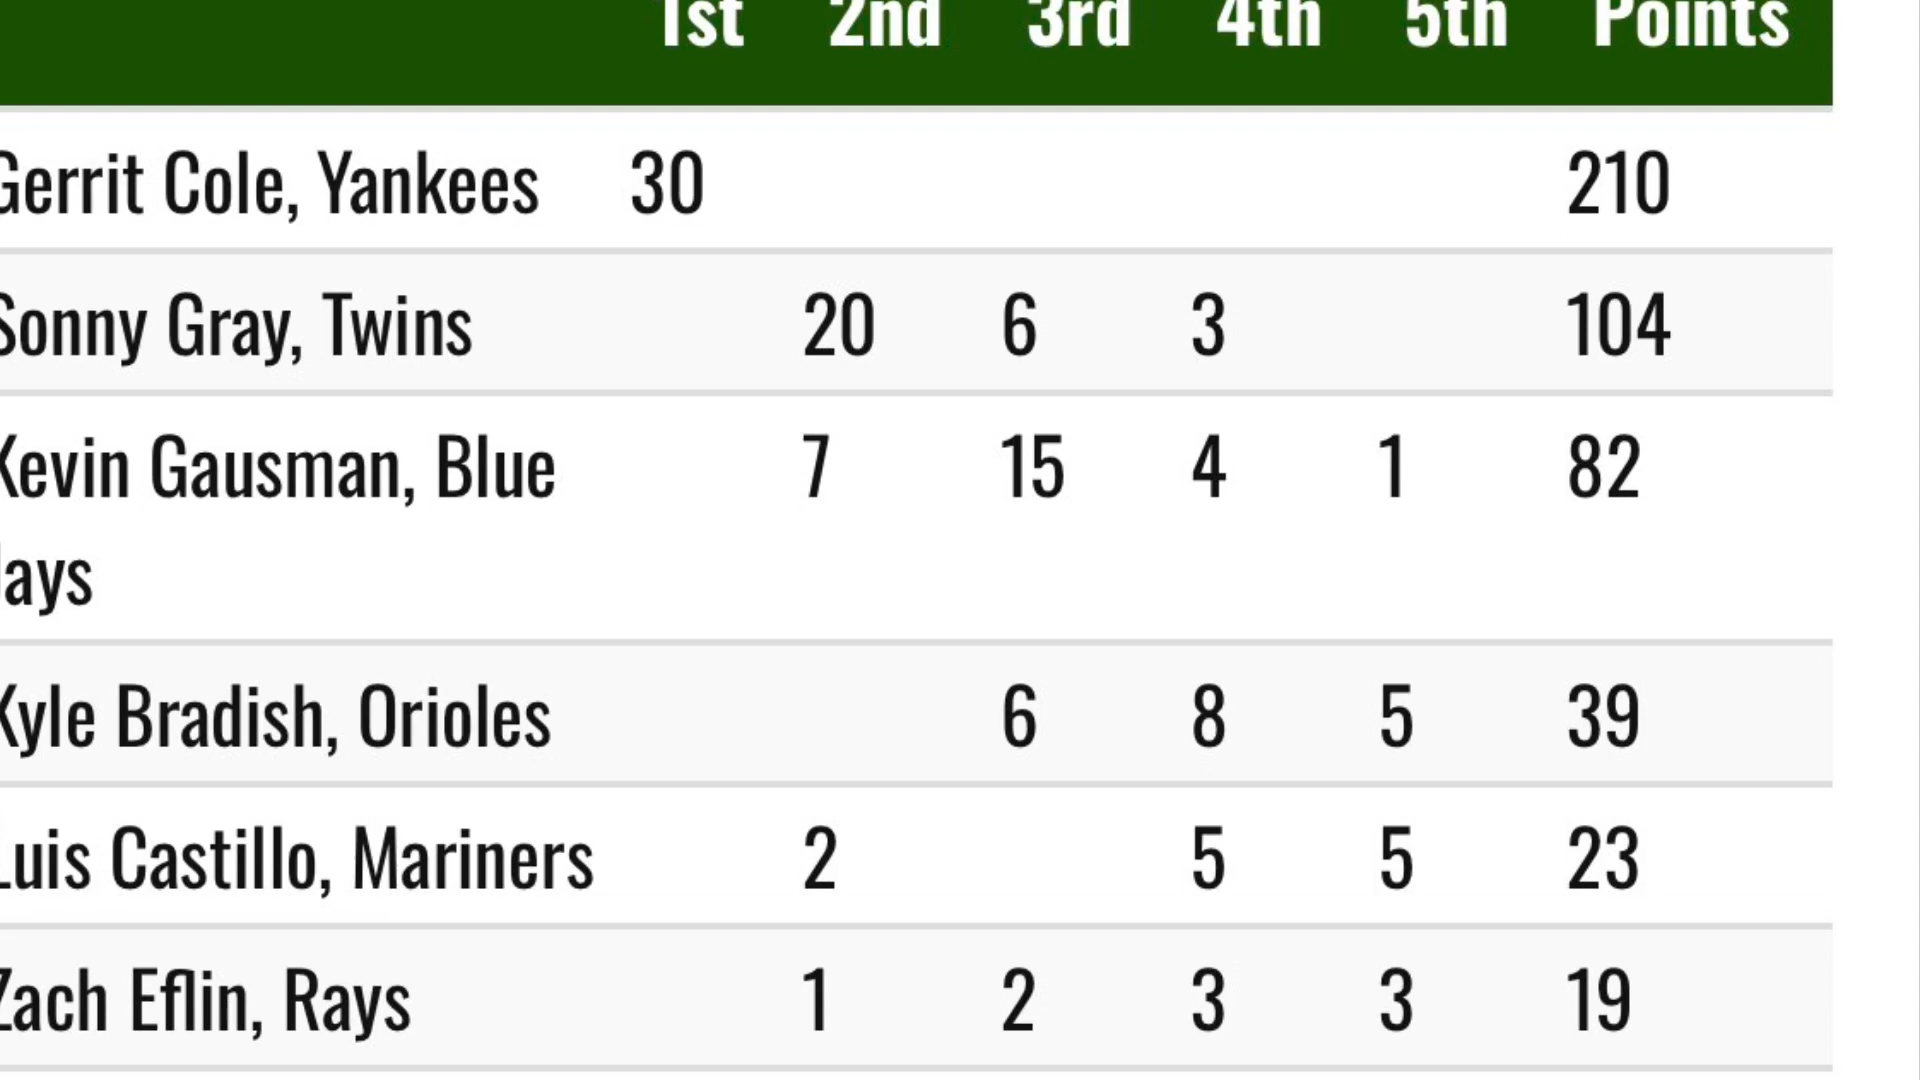 1st 2nd 3rd 4th 5th Points
Gerrit Cole, Yankees 30 210
Sonny Gray, Twins 20 6 3 104
Kevin Gausman, Blue 7 15 4 1 82
Jays
Kyle Bradish, Orioles 6 8 5 39
Luis Castillo, Mariners 2 5 5 23
Zach Eflin, Rays 1 2 3 3 19